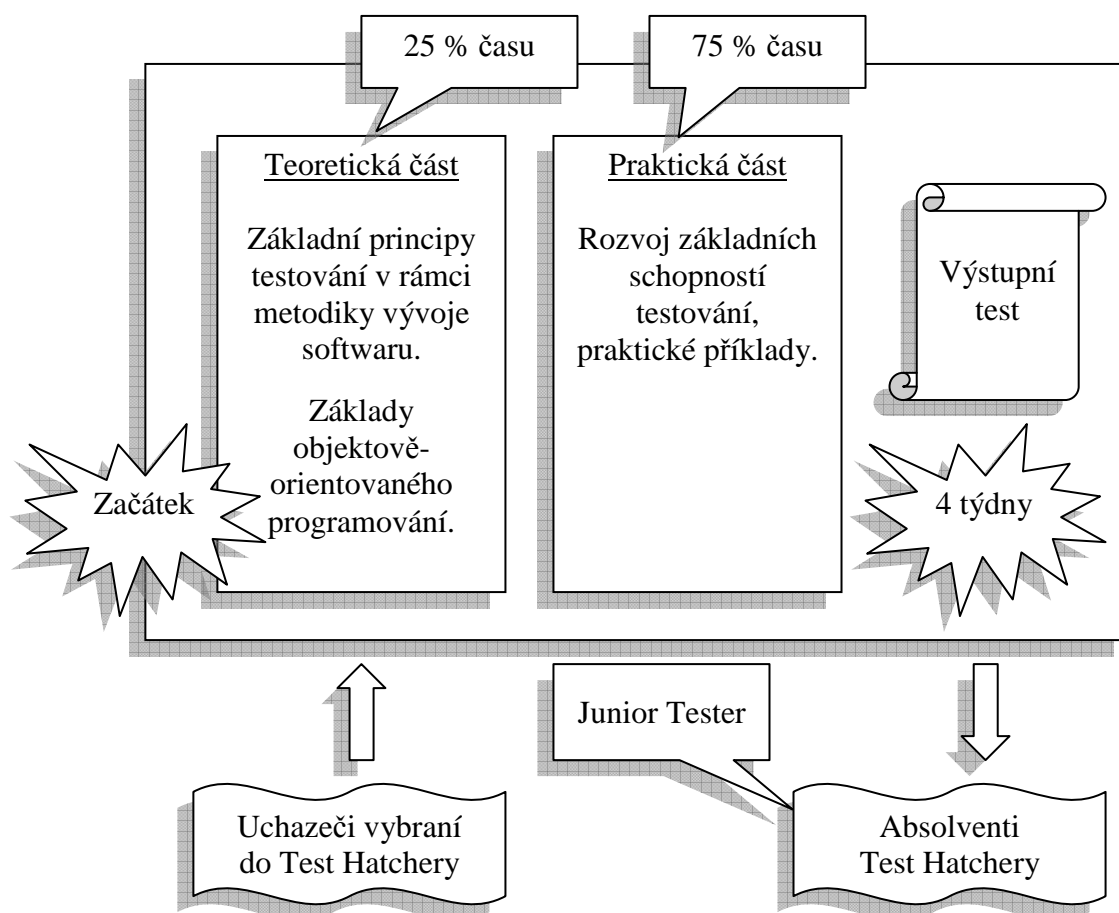 25 % času
75 % času
Teoretická část
Základní principy
testování v rámci
metodiky vývoje
softwaru.
Základy
objektově-
orientovaného
programování.
Praktická část
Rozvoj základních
schopností
testování,
praktické příklady.
Výstupní
test
Začátek
4 týdny
Junior Tester
Uchazeči vybraní
do Test Hatchery
Absolventi
Test Hatchery